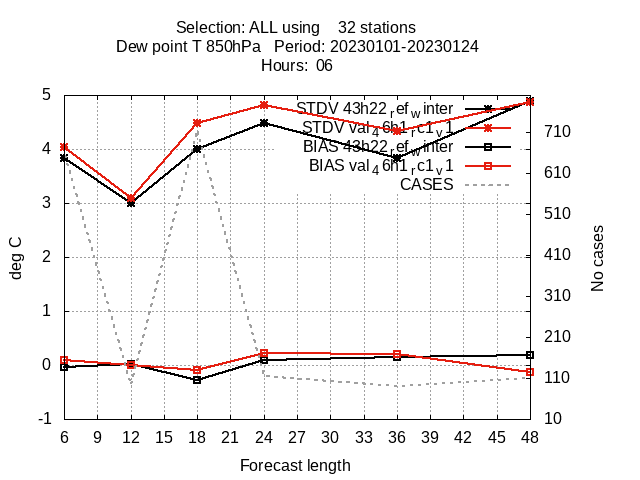 Selection: ALL using 32 stations
Dew point T 850hPa Period: 20230101-20230124
Hours: 06
STDV 43h22_ref_winter
STDV val_46h1_rc1_v1
BIAS 43h22_ref_winter
BIAS val_46h1_rc1_v1
CASES
5
4
3
2
1
0
-1
deg C
710
610
510
410
310
210
110
10
No cases
6 9 12 15 18 21 24 27 30 33 36 39 42 45 48
Forecast length